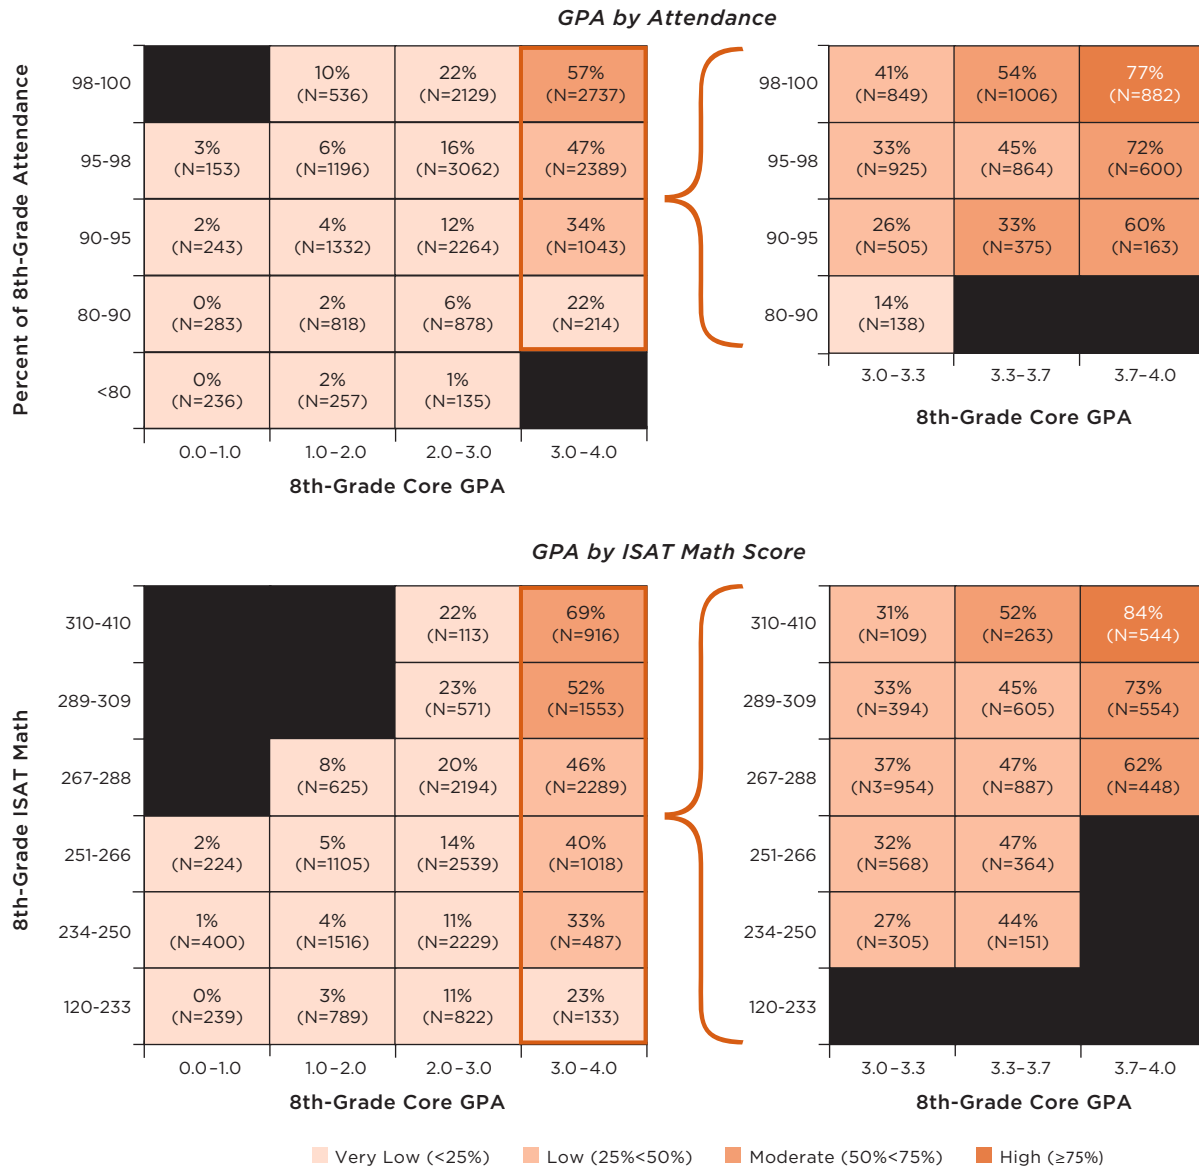 GPA by Attendance
Percent of 8th-Grade Attendance
98-100
10%
(N=536)
22%
(N=2129)
57%
(N=2737)
95-98
3%
(N=153)
6%
(N=1196)
16%
(N=3062)
47%
(N=2389)
90-95
2%
(N=243)
4%
(N=1332)
12%
(N=2264)
34%
(N=1043)
80-90
0%
(N=283)
2%
(N=818)
6%
(N=878)
22%
(N=214)
<80
0%
(N=236)
2%
(N=257)
1%
(N=135)
0.0–1.0
1.0–2.0
2.0–3.0
3.0–4.0
8th-Grade Core GPA
98-100
41%
(N=849)
54%
(N=1006)
77%
(N=882)
95-98
33%
(N=925)
45%
(N=864)
72%
(N=600)
90-95
26%
(N=505)
33%
(N=375)
60%
(N=163)
80-90
14%
(N=138)
3.0–3.3
3.3–3.7
3.7–4.0
8th-Grade Core GPA
GPA by ISAT Math Score
8th-Grade ISAT Math
310-410
22%
(N=113)
69%
(N=916)
289-309
23%
(N=571)
52%
(N=1553)
267-288
8%
(N=625)
20%
(N=2194)
46%
(N=2289)
251-266
2%
(N=224)
5%
(N=1105)
14%
(N=2539)
40%
(N=1018)
234-250
1%
(N=400)
4%
(N=1516)
11%
(N=2229)
33%
(N=487)
120-233
0%
(N=239)
3%
(N=789)
11%
(N=822)
23%
(N=133)
0.0–1.0
1.0–2.0
2.0–3.0
3.0–4.0
8th-Grade Core GPA
310-410
31%
(N=109)
52%
(N=263)
84%
(N=544)
289-309
33%
(N=394)
45%
(N=605)
73%
(N=554)
267-288
37%
(N3=954)
47%
(N=887)
62%
(N=448)
251-266
32%
(N=568)
47%
(N=364)
234-250
27%
(N=305)
44%
(N=151)
120-233
3.0–3.3
3.3–3.7
3.7–4.0
8th-Grade Core GPA
Very Low (<25%)
Low (25%<50%)
Moderate (50%<75%)
High (≥75%)